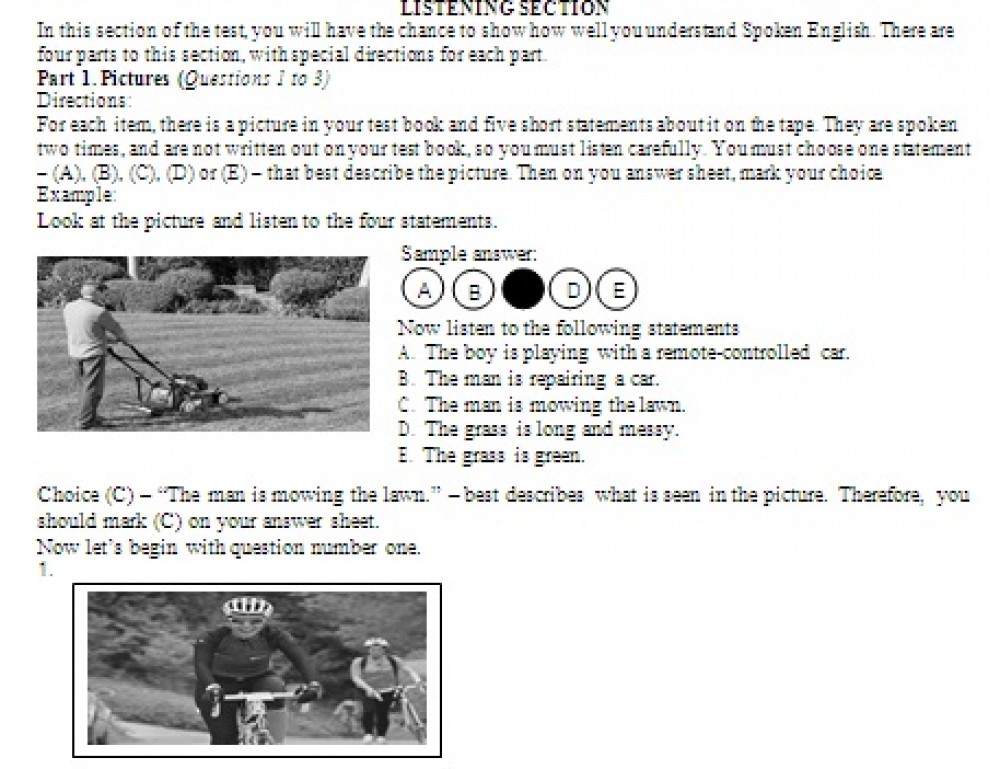 LISTENING SECTION
In this section of the test, you will have the chance to show how well you understand Spoken English. There are
four parts to this section, with special directions for each part.
Part 1. Pictures (Questions 1 to 3)
Directions:
For each item, there is a picture in your test book and five short statements about it on the tape. They are spoken
two times, and are not written out on your test book, so you must listen carefully. You must choose one statement
– (A), (B), (C), (D) or (E) – that best describe the picture. Then on you answer sheet, mark your choice
Example:
Look at the picture and listen to the four statements.
Sample answer:
A B D E
Now listen to the following statements
A. The boy is playing with a remote-controlled car.
B. The man is repairing a car.
C. The man is mowing the lawn.
D. The grass is long and messy.
E. The grass is green.
Choice (C) – “The man is mowing the lawn.” – best describes what is seen in the picture. Therefore, you
should mark (C) on your answer sheet.
Now let’s begin with question number one.
1.